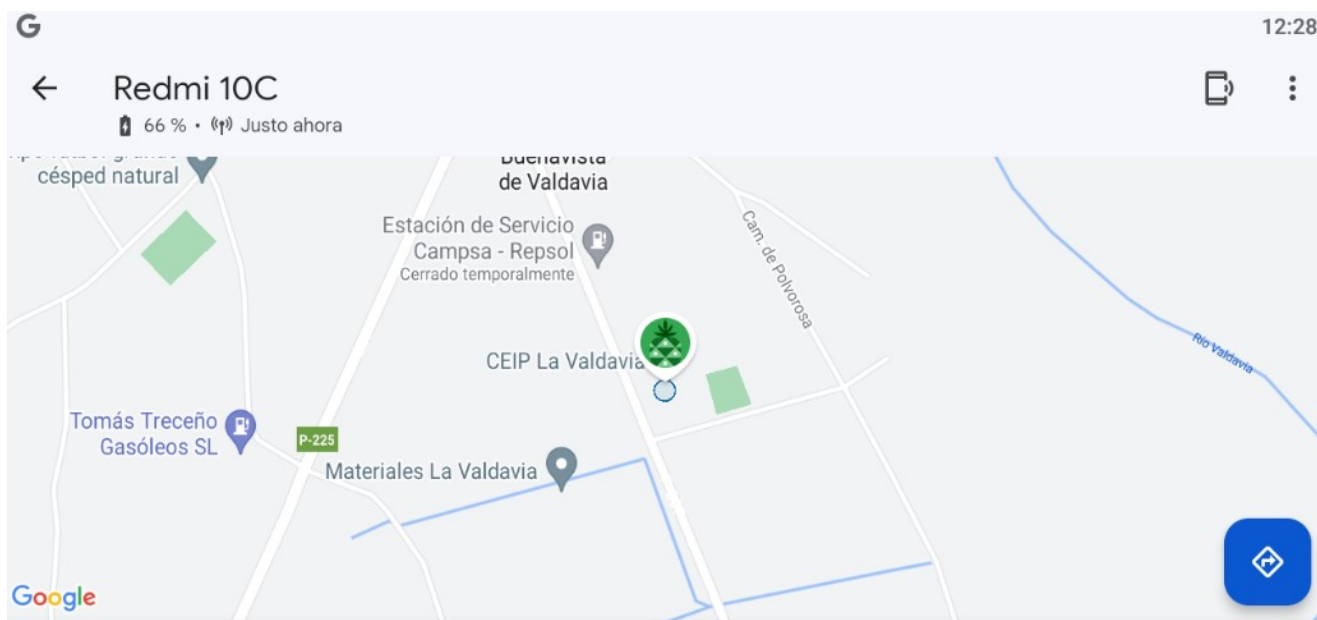 G
12:28
Redmi 10C
66 % • Justo ahora
césped natural
Buenavista
de Valdavia
Estación de Servicio
Campsa - Repsol
Cerrado temporalmente
Cam. de Polvorosa
Río Valdavia
CEIP La Valdavia
Tomás Treceño
Gasóleos SL
P-225
Materiales La Valdavia
Google